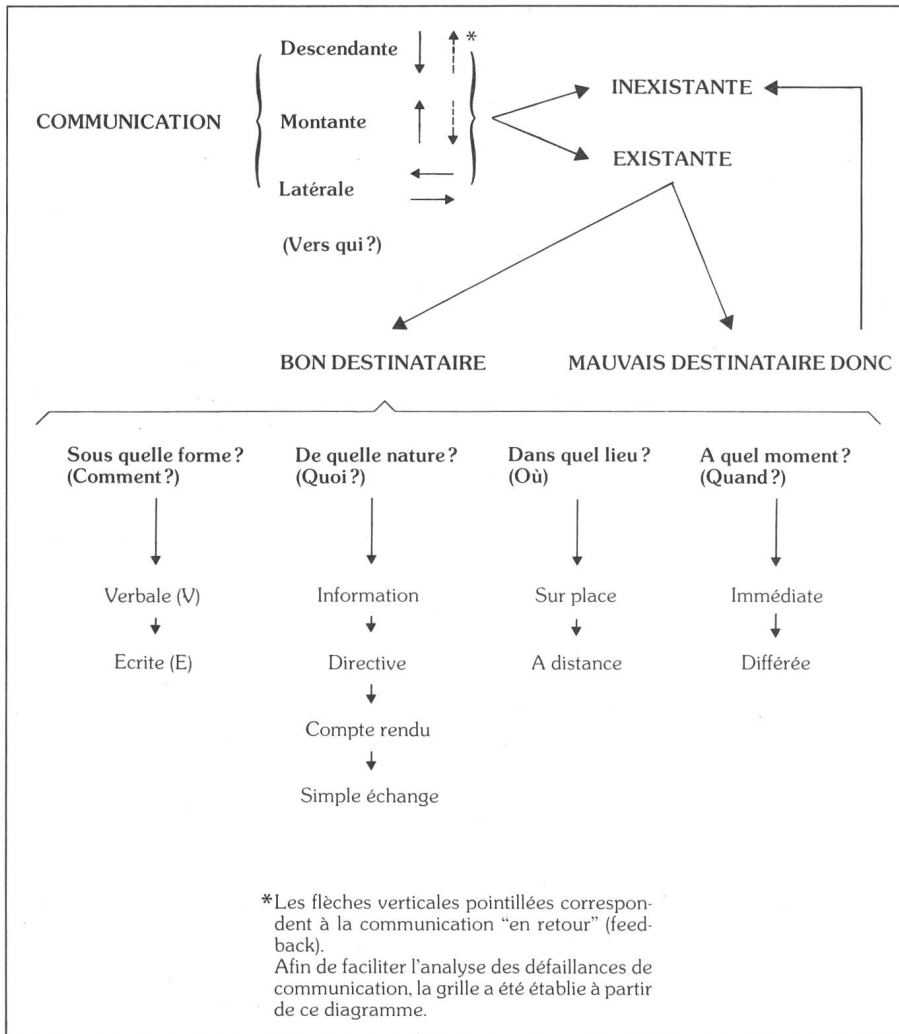 Descendante
*
COMMUNICATION
Montante
Latérale
(Vers qui?)
INEXISTANTE
EXISTANTE
BON DESTINATAIRE
MAUVAIS DESTINATAIRE DONC
Sous quelle forme?
(Comment?)
De quelle nature?
(Quoi?)
Dans quel lieu?
(Où)
A quel moment?
(Quand?)
Verbale (V)
Ecrite (E)
Information
Directive
Compte rendu
Simple échange
Sur place
A distance
Immédiate
Différée
*Les flèches verticales pointillées correspon-
dent à la communication “en retour” (feed-
back).
Afin de faciliter l'analyse des défaillances de
communication, la grille a été établie à partir
de ce diagramme.